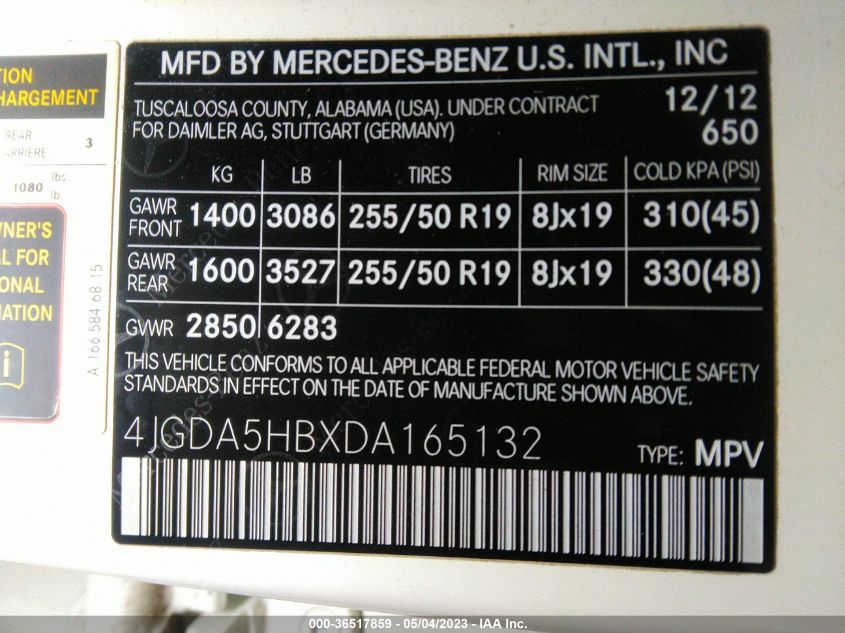 TION
HARGEMENT
REAR
ARRIERE 3
lbs.
1080 lb.
NER'S
AL FOR
IONAL
MATION
A 166 584 68 15
MFD BY MERCEDES-BENZ U.S. INTL., INC
TUSCALOOSA COUNTY, ALABAMA (USA). UNDER CONTRACT 12/12
FOR DAIMLER AG, STUTTGART (GERMANY) 650
KG LB TIRES RIM SIZE COLD KPA (PSI)
GAWR FRONT 1400 3086 255/50 R19 8Jx19 310(45)
GAWR REAR 1600 3527 255/50 R19 8Jx19 330(48)
GVWR 2850 6283
THIS VEHICLE CONFORMS TO ALL APPLICABLE FEDERAL MOTOR VEHICLE SAFETY
STANDARDS IN EFFECT ON THE DATE OF MANUFACTURE SHOWN ABOVE.
4JGDA5HBXDA165132 TYPE: MPV
000-36517859 - 05/04/2023 - IAA Inc.